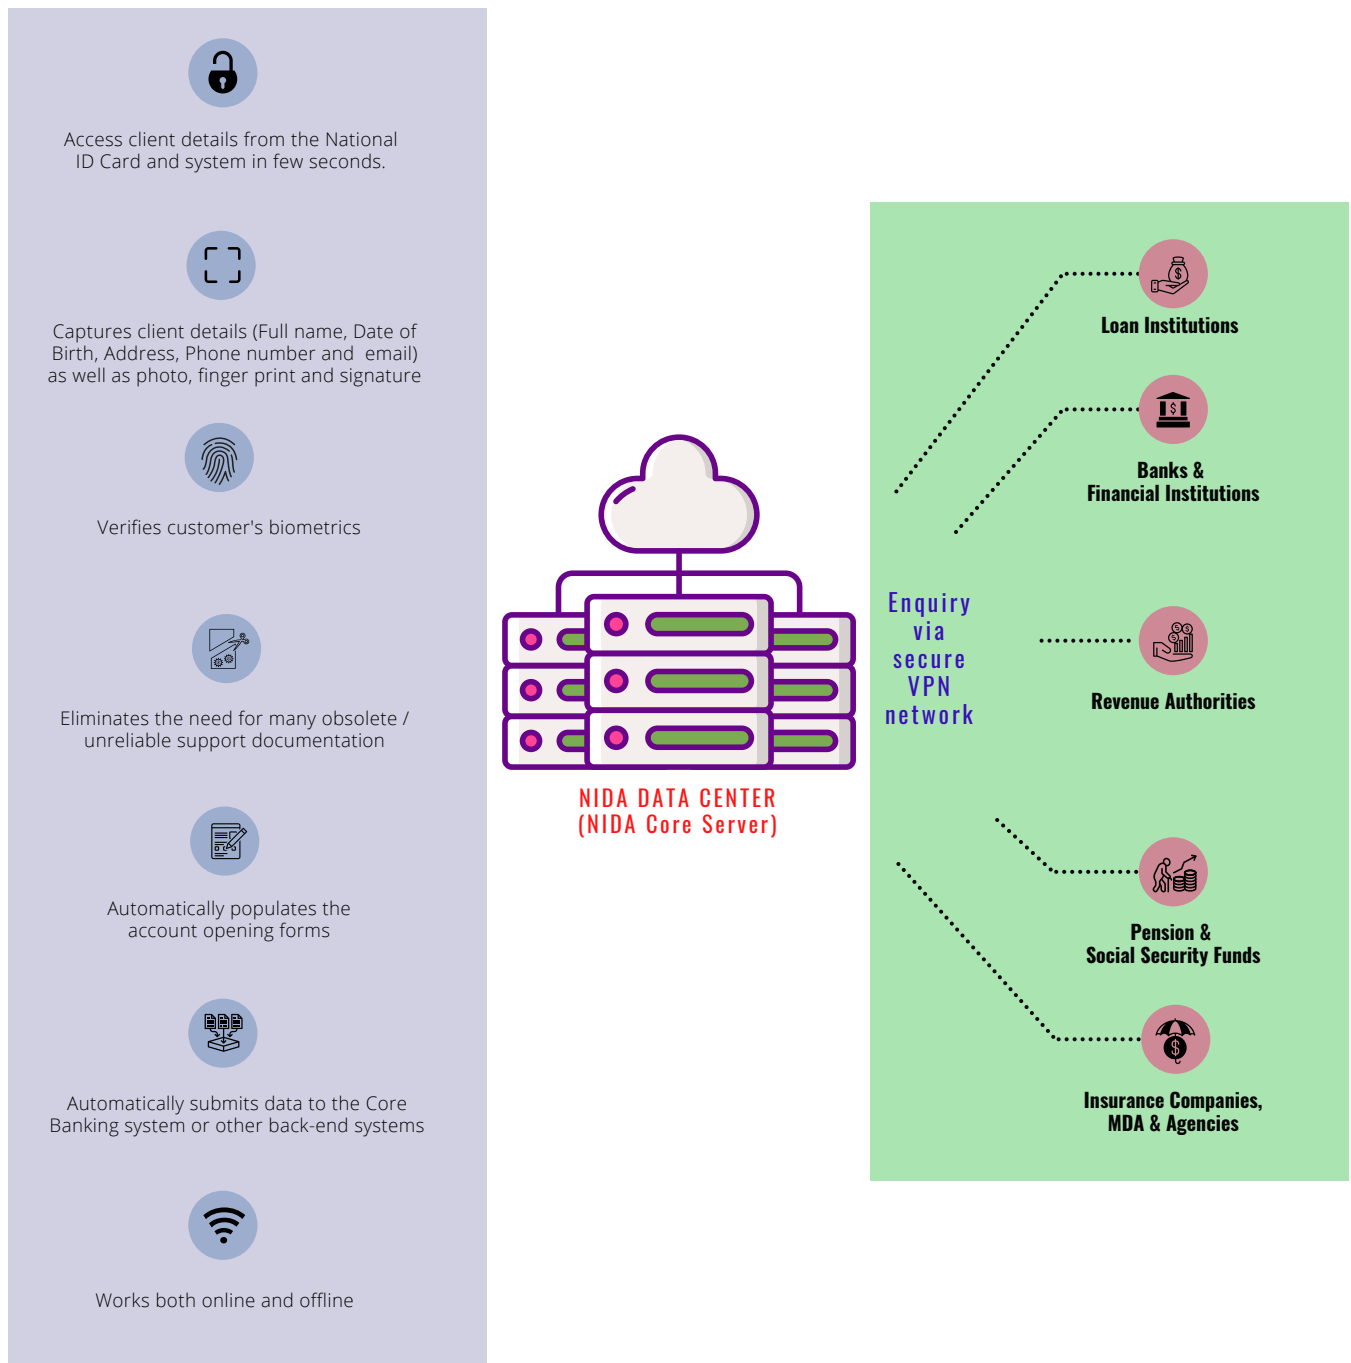 Access client details from the National
ID Card and system in few seconds.
Captures client details (Full name, Date of
Birth, Address, Phone number and  email)
as well as photo, finger print and signature
Verifies customer's biometrics
Eliminates the need for many obsolete /
unreliable support documentation
Automatically populates the
account opening forms
Automatically submits data to the Core
Banking system or other back-end systems
Works both online and offline
NIDA DATA CENTER
(NIDA Core Server)
Enquiry
via
secure
VPN
network
Loan Institutions
Banks &
Financial Institutions
Revenue Authorities
Pension &
Social Security Funds
Insurance Companies,
MDA & Agencies